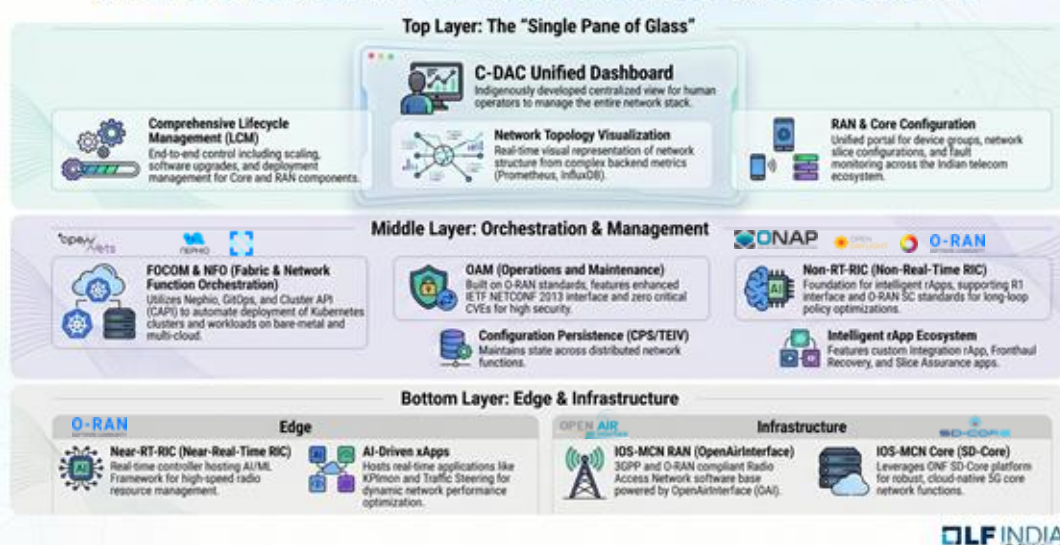 Top Layer: The “Single Pane of Glass”
C-DAC Unified Dashboard
Indigenously developed centralized view for human
operators to manage the entire network stack.
Comprehensive Lifecycle
Management (LCM)
End-to-end control including scaling,
software upgrades, and deployment
management for Core and RAN components.
Network Topology Visualization
Real-time visual representation of network
structure from complex backend metrics
(Prometheus, InfluxDB).
RAN & Core Configuration
Unified portal for device groups, network
slice configurations, and fault
monitoring across the Indian telecom
ecosystem.
Middle Layer: Orchestration & Management
NEPHIO
ONAP
OPEN
O-RAN
FOCOM & NFO (Fabric & Network
Function Orchestration)
Utilizes Nephio, GitOps, and Cluster API
(CAPI) to automate deployment of Kubernetes
clusters and workloads on bare-metal and
multi-cloud.
OAM (Operations and Maintenance)
Built on O-RAN standards, features enhanced
IETF NETCONF 2013 interface and zero critical
CVEs for high security.
Configuration Persistence (CPS/TEIV)
Maintains state across distributed network
functions.
Non-RT-RIC (Non-Real-Time RIC)
AI
Foundation for intelligent rApps, supporting R1
interface and O-RAN SC standards for long-loop
policy optimizations.
Intelligent rApp Ecosystem
Features custom Integration rApp, Fronthaul
Recovery, and Slice Assurance apps.
Bottom Layer: Edge & Infrastructure
O-RAN
Edge
Near-RT-RIC (Near-Real-Time RIC)
AI
Real-time controller hosting AI/ML
Framework for high-speed radio
resource management.
AI-Driven xApps
Hosts real-time applications like
KPImon and Traffic Steering for
dynamic network performance
optimization.
OPEN AIR
Infrastructure
SD-CORE
IOS-MCN RAN (OpenAirInterface)
3GPP and O-RAN compliant Radio
Access Network software base
powered by OpenAirInterface (OAI).
IOS-MCN Core (SD-Core)
Leverages ONF SD-Core platform
for robust, cloud-native 5G core
network functions.
LF INDIA